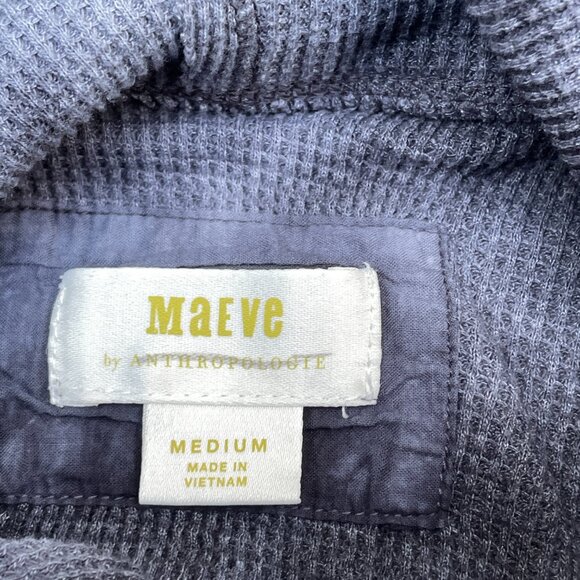 MaEVe
by ANTHROPOLOGIE
MEDIUM
MADE IN
VIETNAM